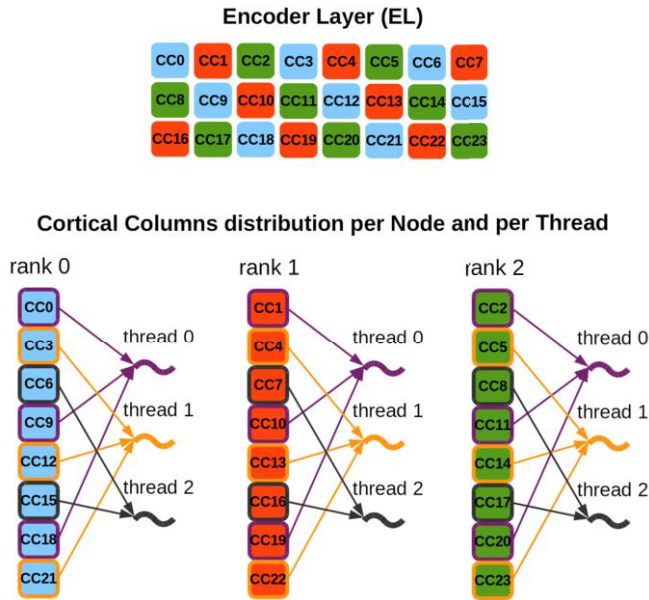 Encoder Layer (EL)
CC0 CC1 CC2 CC3 CC4 CC5 CC6 CC7
CC8 CC9 CC10 CC11 CC12 CC13 CC14 CC15
CC16 CC17 CC18 CC19 CC20 CC21 CC22 CC23
Cortical Columns distribution per Node and per Thread
rank 0
CC0
CC3
CC6
CC9
CC12
CC15
CC18
CC21
thread 0
thread 1
thread 2
rank 1
CC1
CC4
CC7
CC10
CC13
CC16
CC19
CC22
thread 0
thread 1
thread 2
rank 2
CC2
CC5
CC8
CC11
CC14
CC17
CC20
CC23
thread 0
thread 1
thread 2